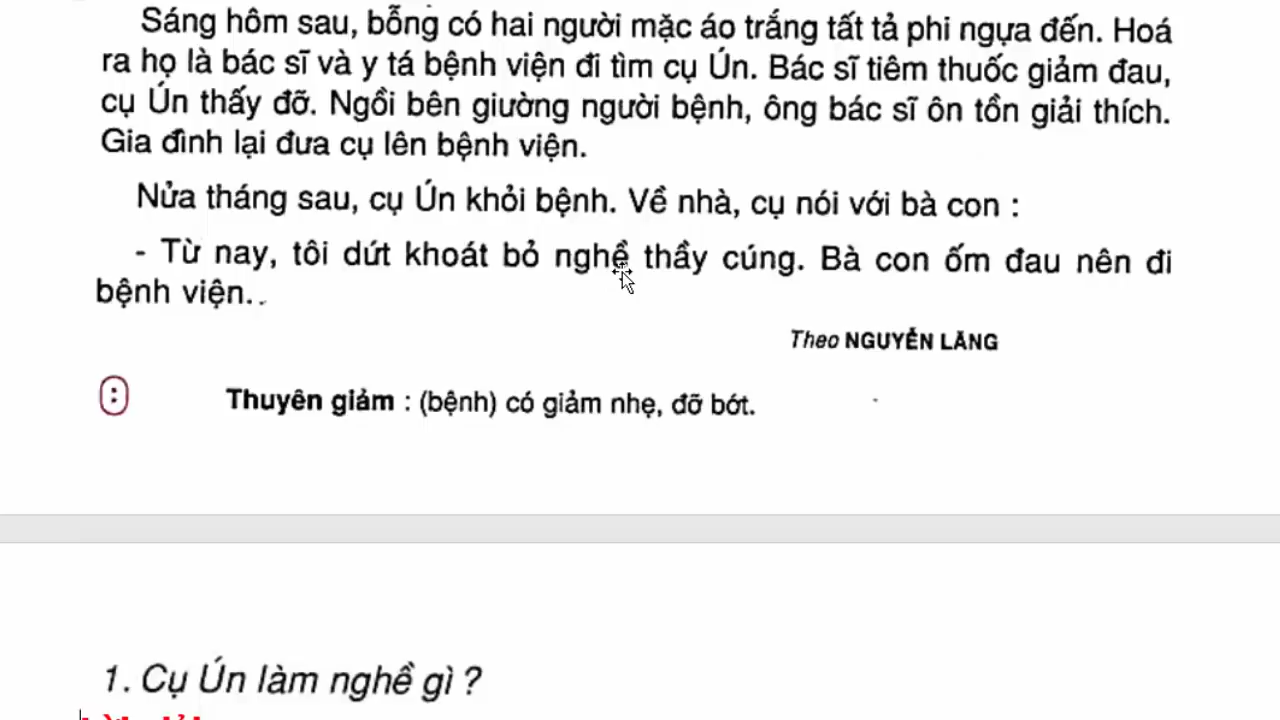 Sáng hôm sau, bỗng có hai người mặc áo trắng tất tả phi ngựa đến. Hoá
ra họ là bác sĩ và y tá bệnh viện đi tìm cụ Ún. Bác sĩ tiêm thuốc giảm đau,
cụ Ún thấy đỡ. Ngồi bên giường người bệnh, ông bác sĩ ôn tồn giải thích.
Gia đình lại đưa cụ lên bệnh viện.
Nửa tháng sau, cụ Ún khỏi bệnh. Về nhà, cụ nói với bà con :
- Từ nay, tôi dứt khoát bỏ nghề thầy cúng. Bà con ốm đau nên đi
bệnh viện..
Theo NGUYỄN LĂNG
Thuyên giảm : (bệnh) có giảm nhẹ, đỡ bớt.
1. Cụ Ún làm nghề gì ?